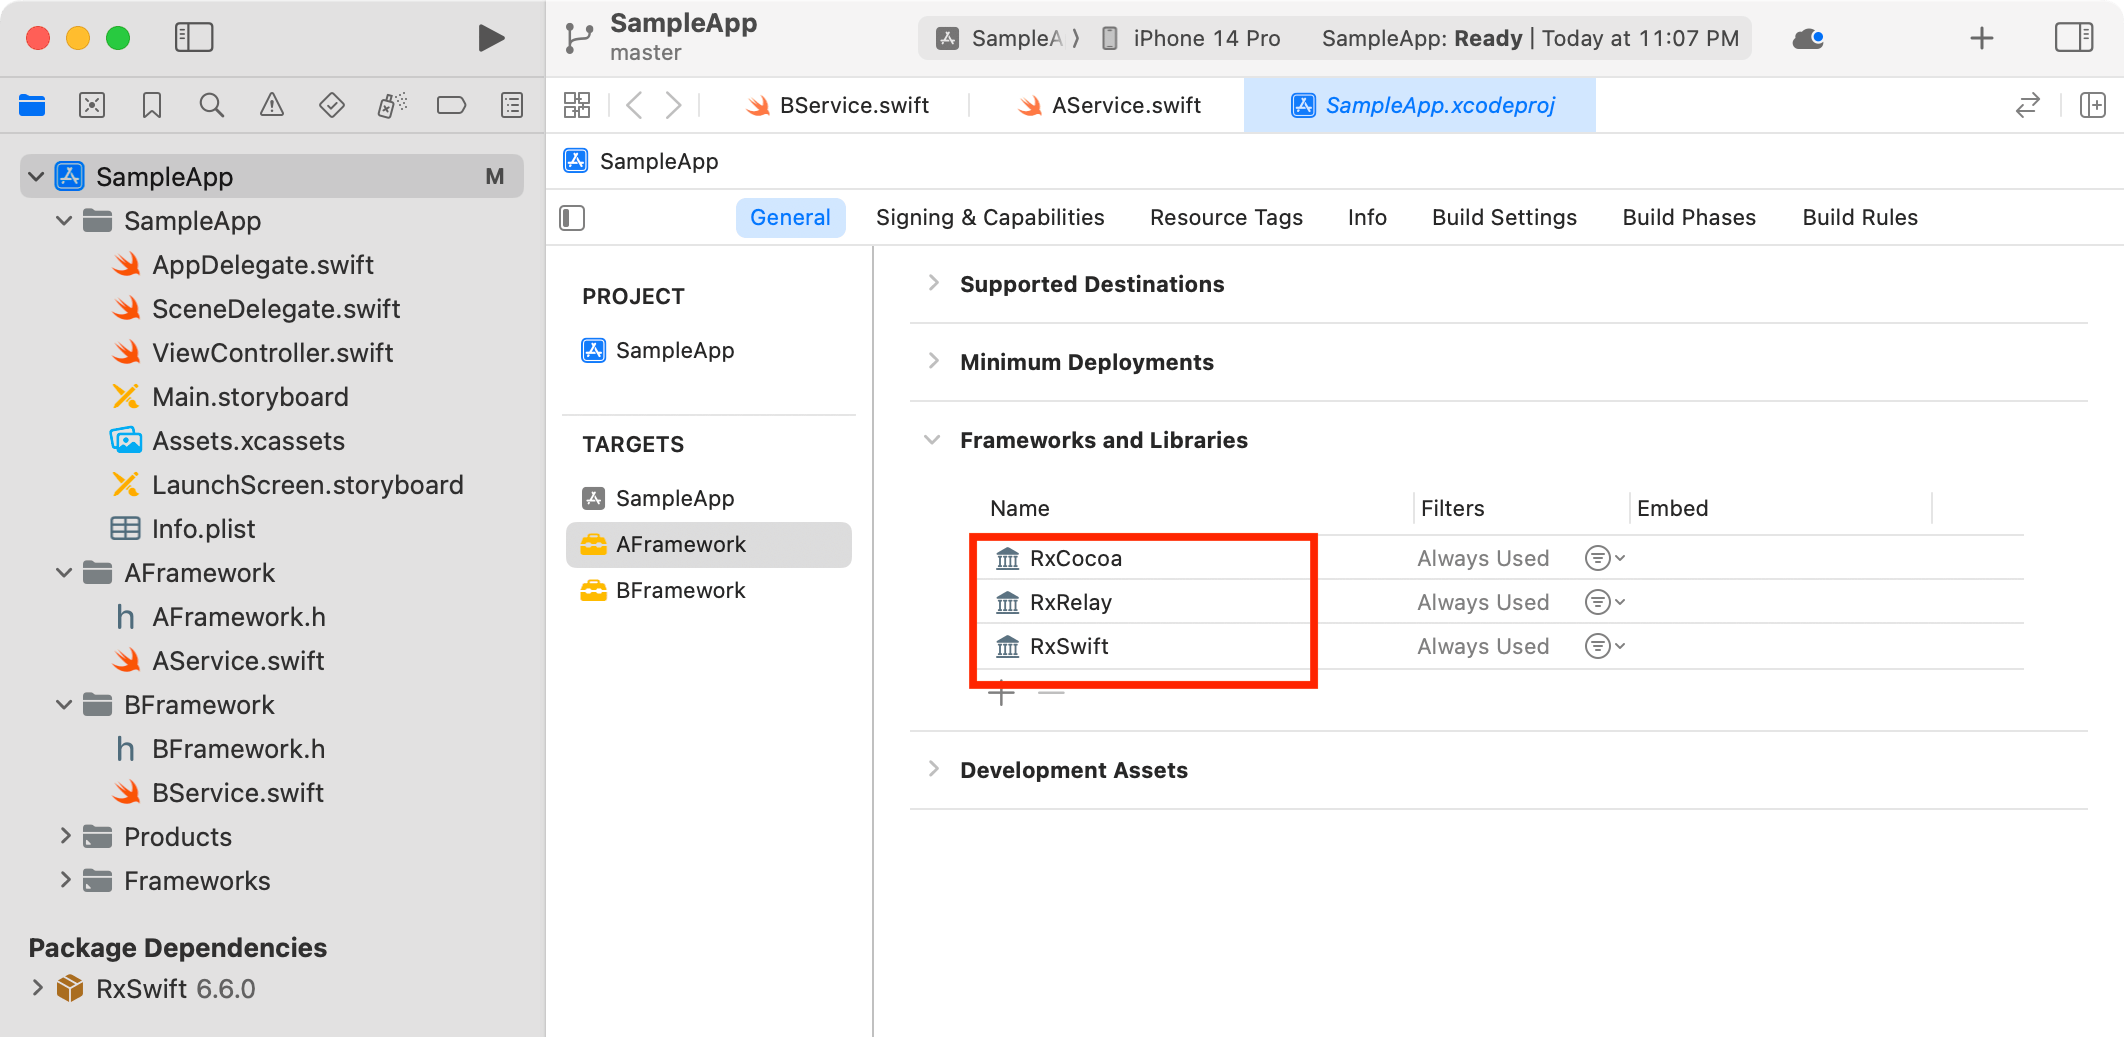 SampleApp
master
SampleA
iPhone 14 Pro
SampleApp: Ready | Today at 11:07 PM
BService.swift
AService.swift
SampleApp.xcodeproj
SampleApp
M
SampleApp
AppDelegate.swift
SceneDelegate.swift
ViewController.swift
Main.storyboard
Assets.xcassets
LaunchScreen.storyboard
Info.plist
AFramework
h AFramework.h
AService.swift
BFramework
h BFramework.h
BService.swift
Products
Frameworks
Package Dependencies
RxSwift 6.6.0
SampleApp
General
Signing & Capabilities
Resource Tags
Info
Build Settings
Build Phases
Build Rules
PROJECT
SampleApp
TARGETS
SampleApp
AFramework
BFramework
Supported Destinations
Minimum Deployments
Frameworks and Libraries
Name
Filters
Embed
RxCocoa
Always Used
RxRelay
Always Used
RxSwift
Always Used
Development Assets